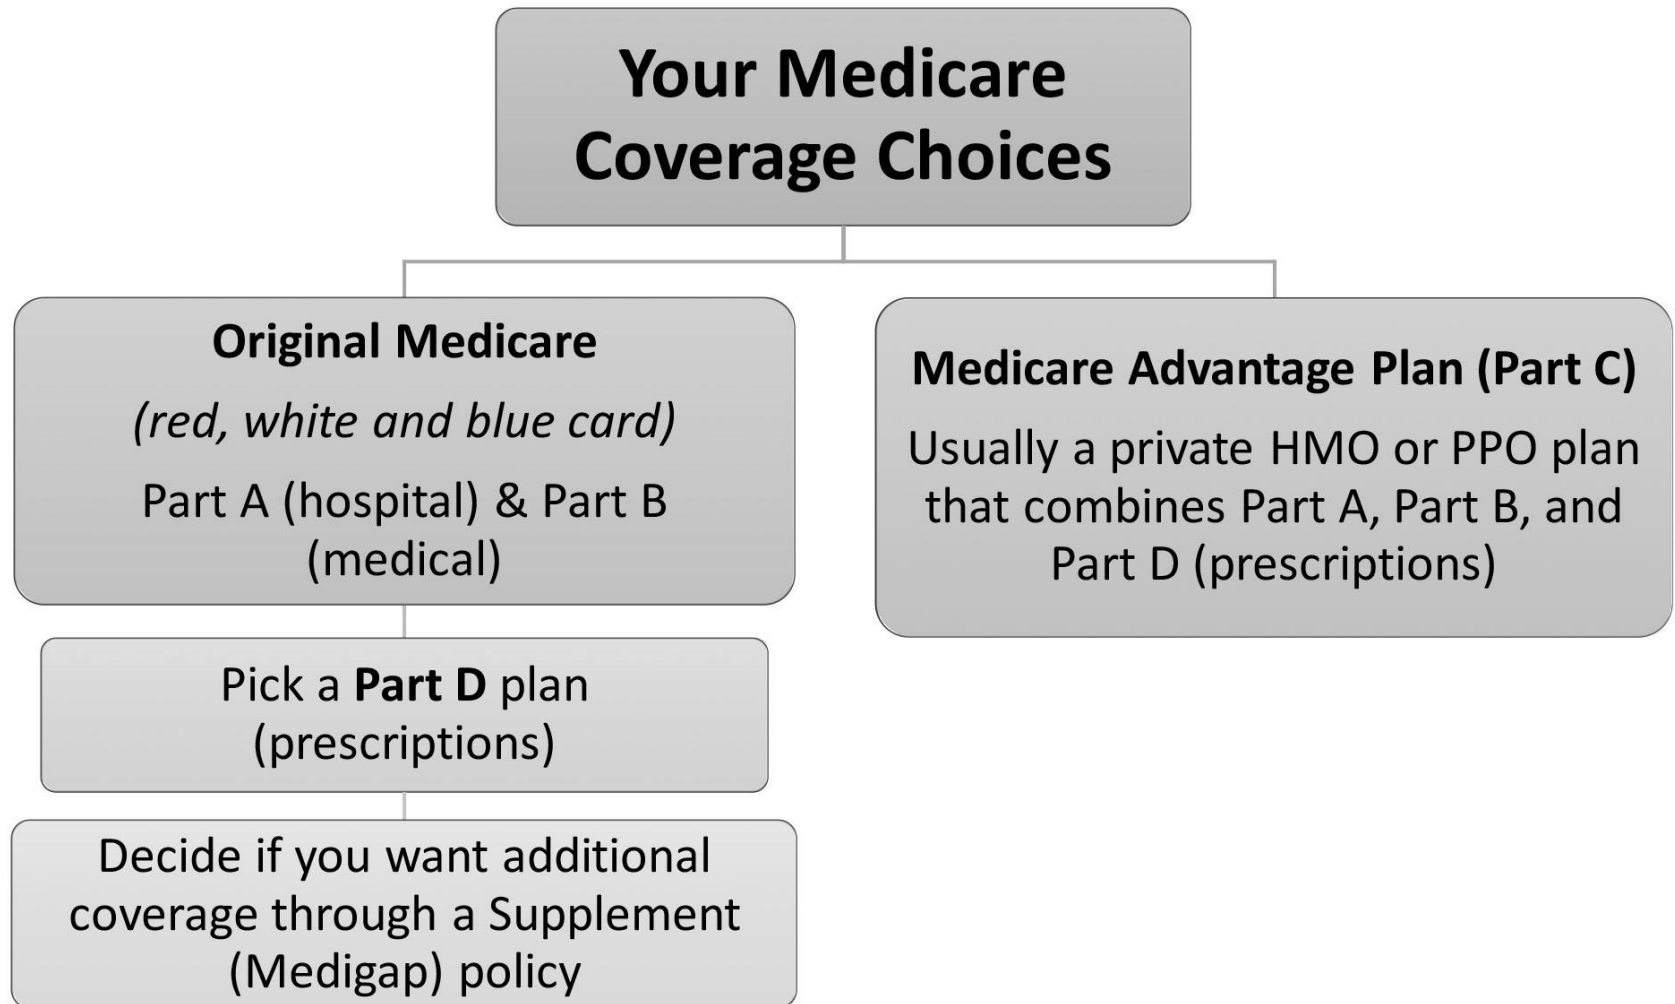 Your Medicare
Coverage Choices
Original Medicare
(red, white and blue card)
Part A (hospital) & Part B
(medical)
Pick a Part D plan
(prescriptions)
Decide if you want additional
coverage through a Supplement
(Medigap) policy
Medicare Advantage Plan (Part C)
Usually a private HMO or PPO plan
that combines Part A, Part B, and
Part D (prescriptions)